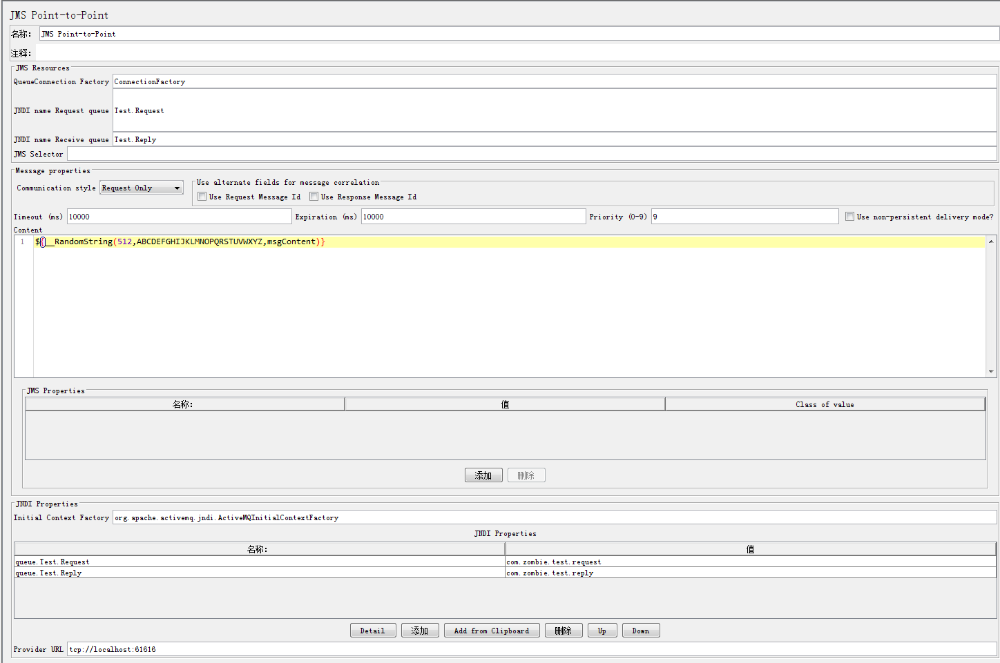 JMS Point-to-Point
名称: JMS Point-to-Point
注释:
JMS Resources
QueueConnection Factory ConnectionFactory
JNDI name Request queue Test.Request
JNDI name Receive queue Test.Reply
JMS Selector
Message properties
Communication style Request Only
Use alternate fields for message correlation
Use Request Message Id Use Response Message Id
Timeout (ms) 10000 Expiration (ms) 10000 Priority (0-9) 9 Use non-persistent delivery mode?
Content
1 ${__RandomString(512,ABCDEFGHIJKLMNOPQRSTUVWXYZ,msgContent)}
JMS Properties
名称: 值 Class of value
添加 删除
JNDI Properties
Initial Context Factory org.apache.activemq.jndi.ActiveMQInitialContextFactory
JNDI Properties
名称: 值
queue.Test.Request com.zombie.test.request
queue.Test.Reply com.zombie.test.reply
Detail 添加 Add from Clipboard 删除 Up Down
Provider URL tcp://localhost:61616